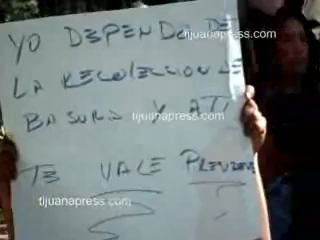 YO DEPENDO DE
tijuanapress.com
LA RECOLECCION DE
BASURA Y A TI
tijuanapress.com
TE VALE
tijuanapress.com